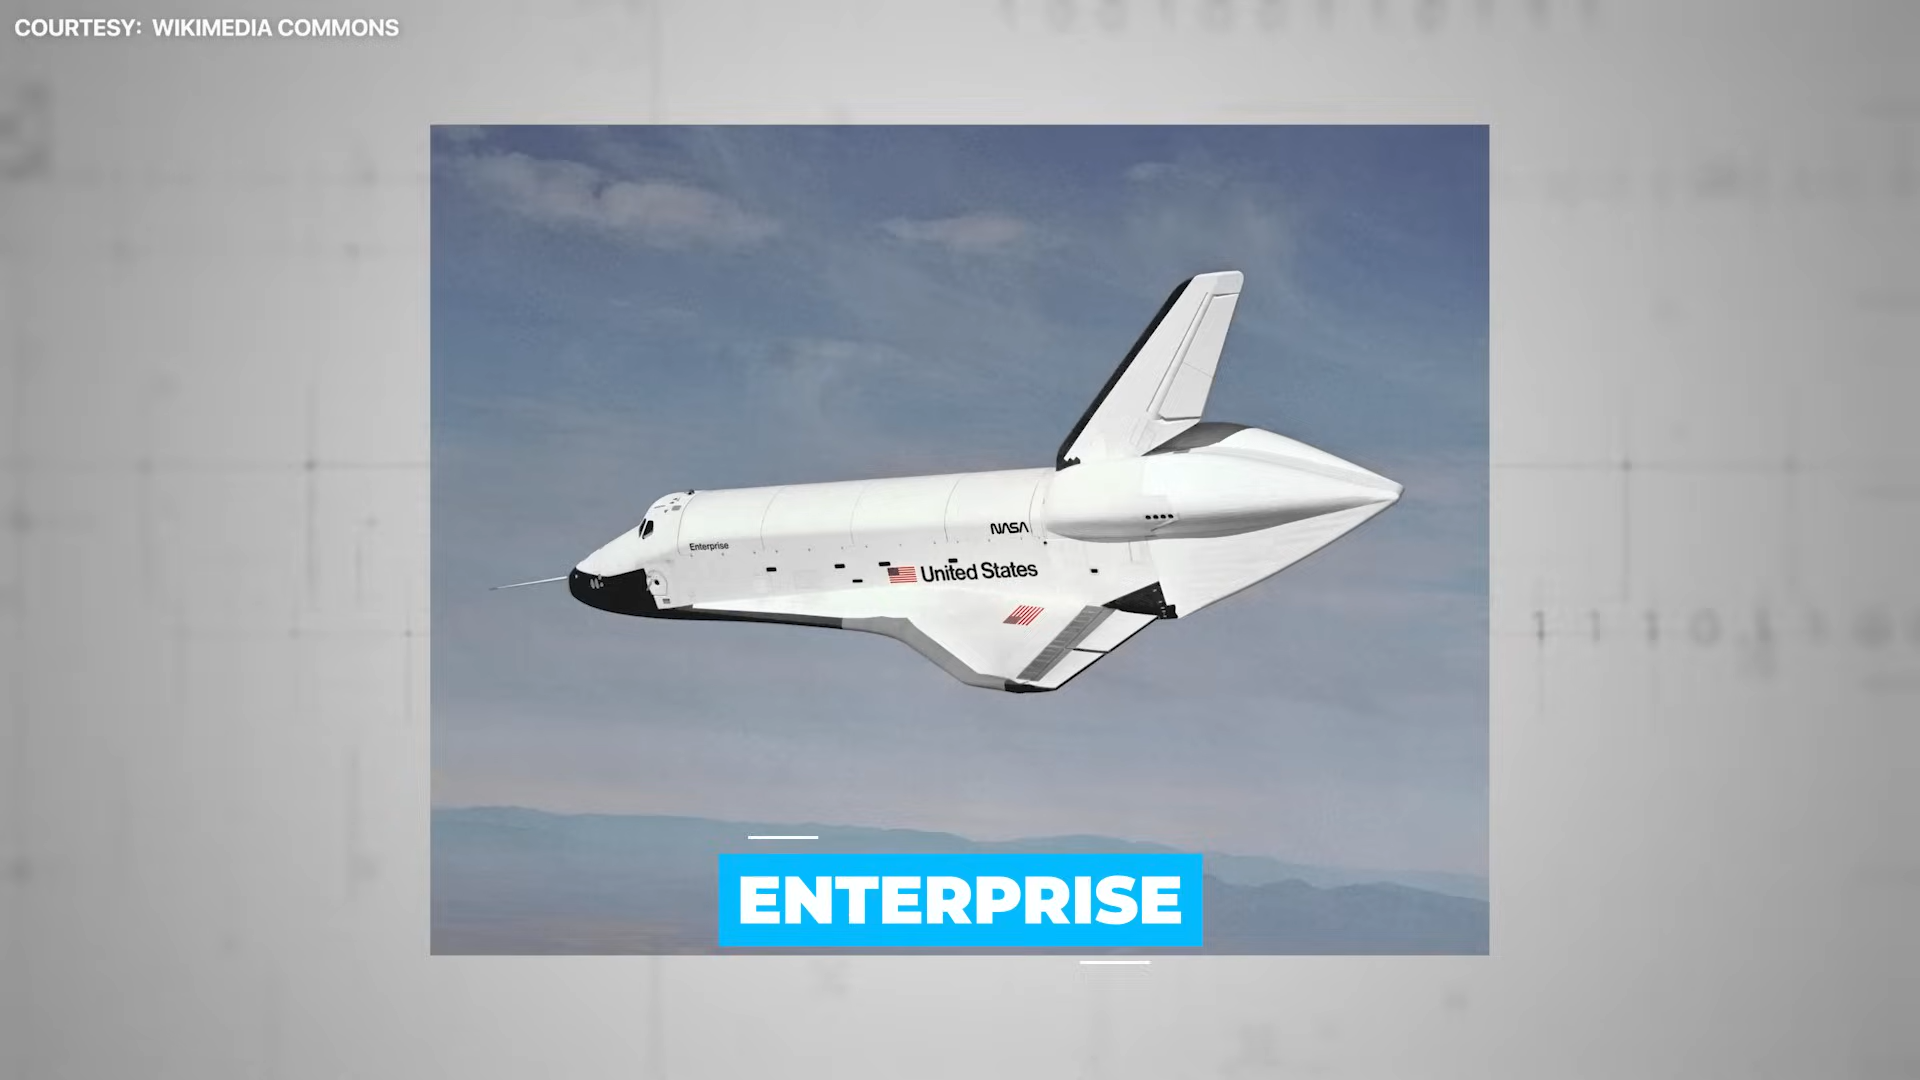 COURTESY: WIKIMEDIA COMMONS
Enterprise
NASA
United States
ENTERPRISE